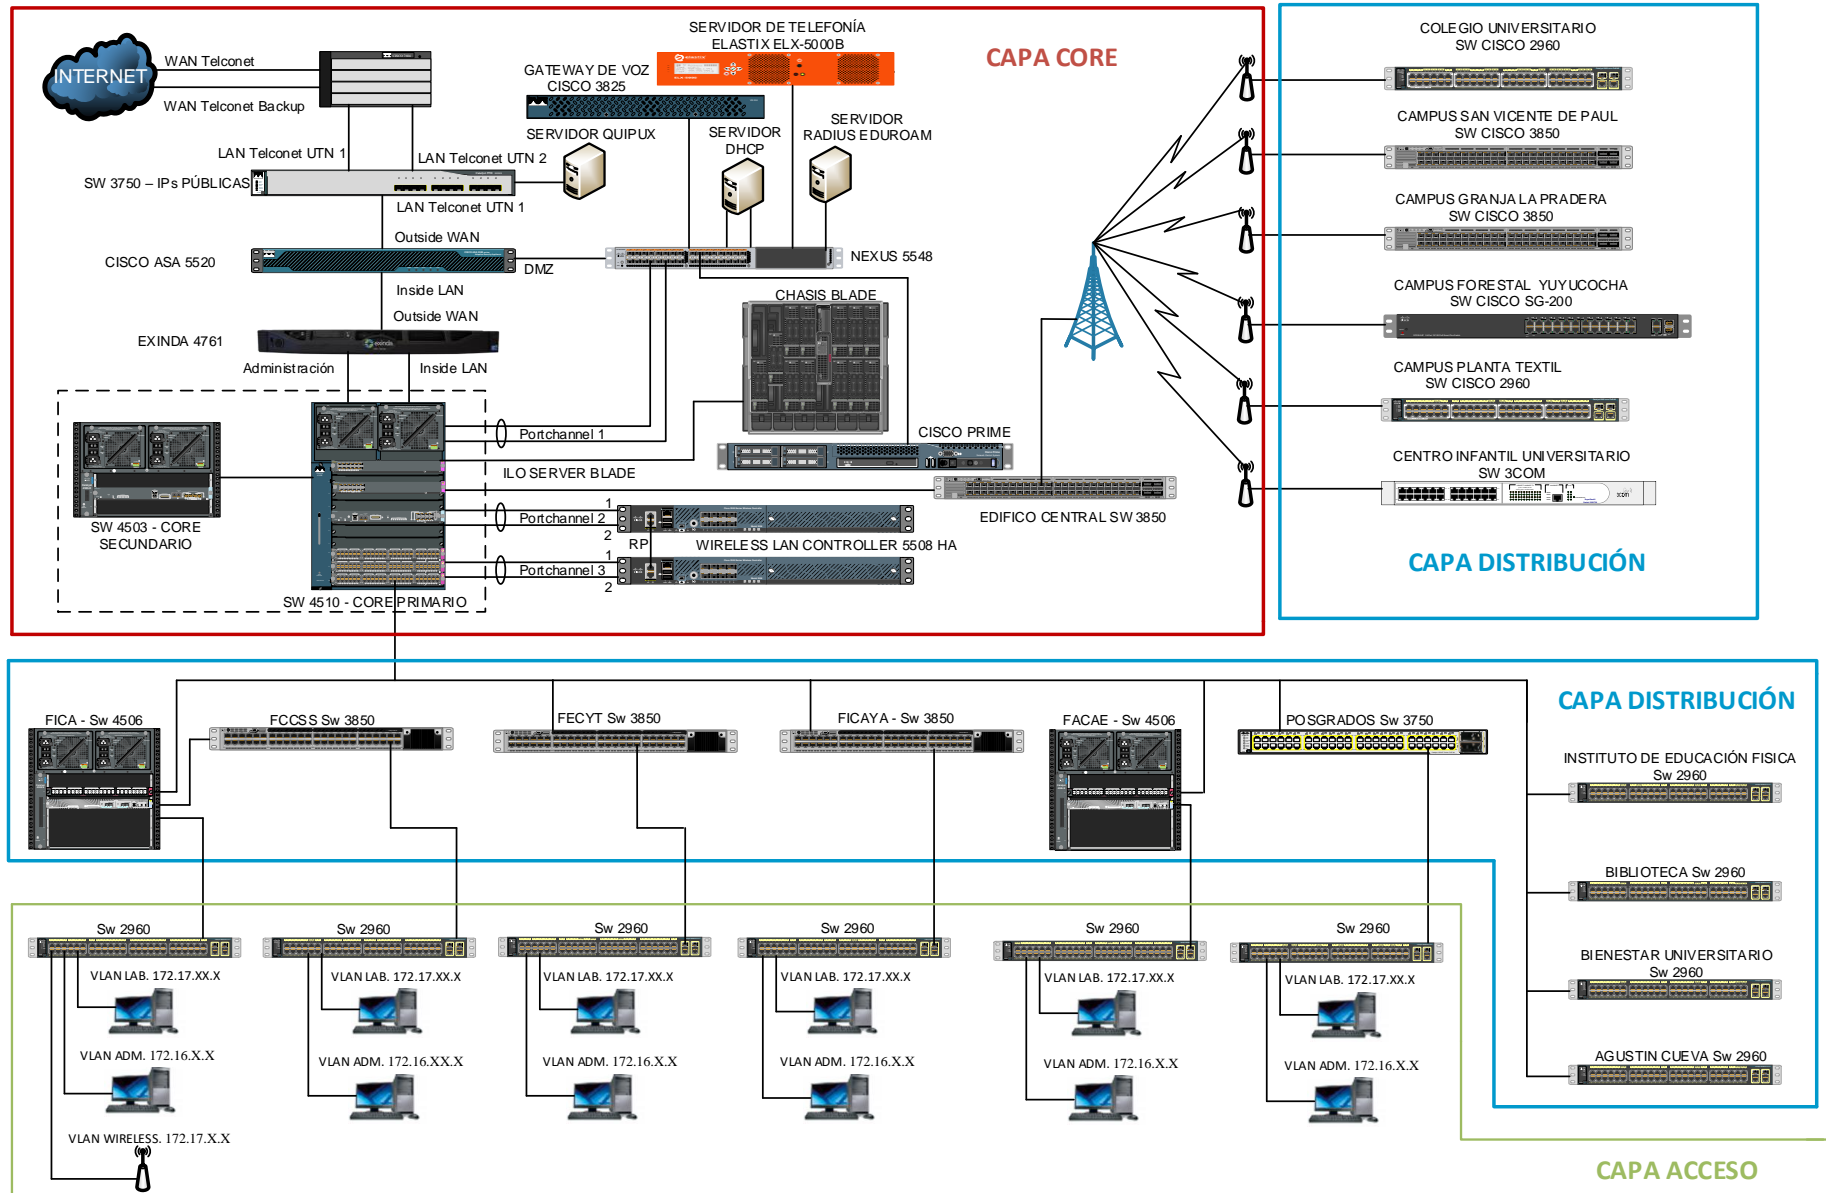 CAPA CORE
INTERNET
WAN Telconet
WAN Telconet Backup
SERVIDOR DE TELEFONÍA
ELASTIX ELX-5000B
GATEWAY DE VOZ
CISCO 3825
SERVIDOR QUIPUX
SERVIDOR
DHCP
SERVIDOR
RADIUS EDUROAM
LAN Telconet UTN 1
LAN Telconet UTN 2
SW 3750 – IPs PÚBLICAS
LAN Telconet UTN 1
Outside WAN
CISCO ASA 5520
DMZ
NEXUS 5548
Inside LAN
Outside WAN
CHASIS BLADE
EXINDA 4761
exinda
Administración
Inside LAN
Portchannel 1
CISCO PRIME
ILO SERVER BLADE
SW 4503 - CORE
SECUNDARIO
1
Portchannel 2
2
EDIFICO CENTRAL SW 3850
RP
WIRELESS LAN CONTROLLER 5508 HA
1
Portchannel 3
2
SW 4510 - CORE PRIMARIO
COLEGIO UNIVERSITARIO
SW CISCO 2960
CAMPUS SAN VICENTE DE PAUL
SW CISCO 3850
CAMPUS GRANJA LA PRADERA
SW CISCO 3850
CAMPUS FORESTAL YUYUCOCHA
SW CISCO SG-200
CAMPUS PLANTA TEXTIL
SW CISCO 2960
CENTRO INFANTIL UNIVERSITARIO
SW 3COM
3com
CAPA DISTRIBUCIÓN
CAPA DISTRIBUCIÓN
FICA - Sw 4506
FCCSS Sw 3850
FECYT Sw 3850
FICAYA - Sw 3850
FACAE - Sw 4506
POSGRADOS Sw 3750
INSTITUTO DE EDUCACIÓN FISICA
Sw 2960
BIBLIOTECA Sw 2960
BIENESTAR UNIVERSITARIO
Sw 2960
AGUSTIN CUEVA Sw 2960
Sw 2960
Sw 2960
Sw 2960
Sw 2960
Sw 2960
Sw 2960
VLAN LAB. 172.17.XX.X
VLAN LAB. 172.17.XX.X
VLAN LAB. 172.17.XX.X
VLAN LAB. 172.17.XX.X
VLAN LAB. 172.17.XX.X
VLAN LAB. 172.17.XX.X
VLAN ADM. 172.16.X.X
VLAN ADM. 172.16.XX.X
VLAN ADM. 172.16.X.X
VLAN ADM. 172.16.X.X
VLAN ADM. 172.16.X.X
VLAN ADM. 172.16.X.X
VLAN WIRELESS. 172.17.X.X
CAPA ACCESO